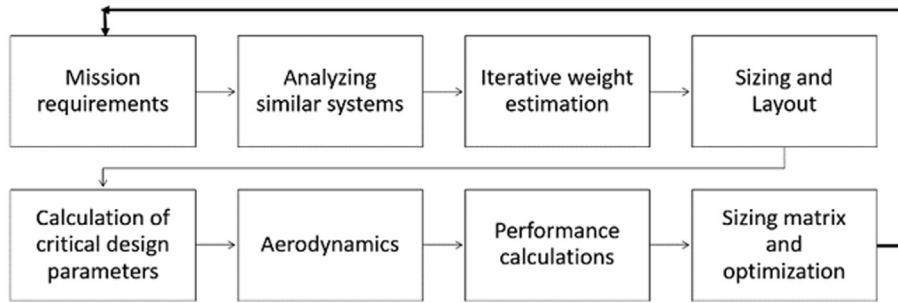 Mission
requirements
Analyzing
similar systems
Iterative weight
estimation
Sizing and
Layout
Calculation of
critical design
parameters
Aerodynamics
Performance
calculations
Sizing matrix
and
optimization